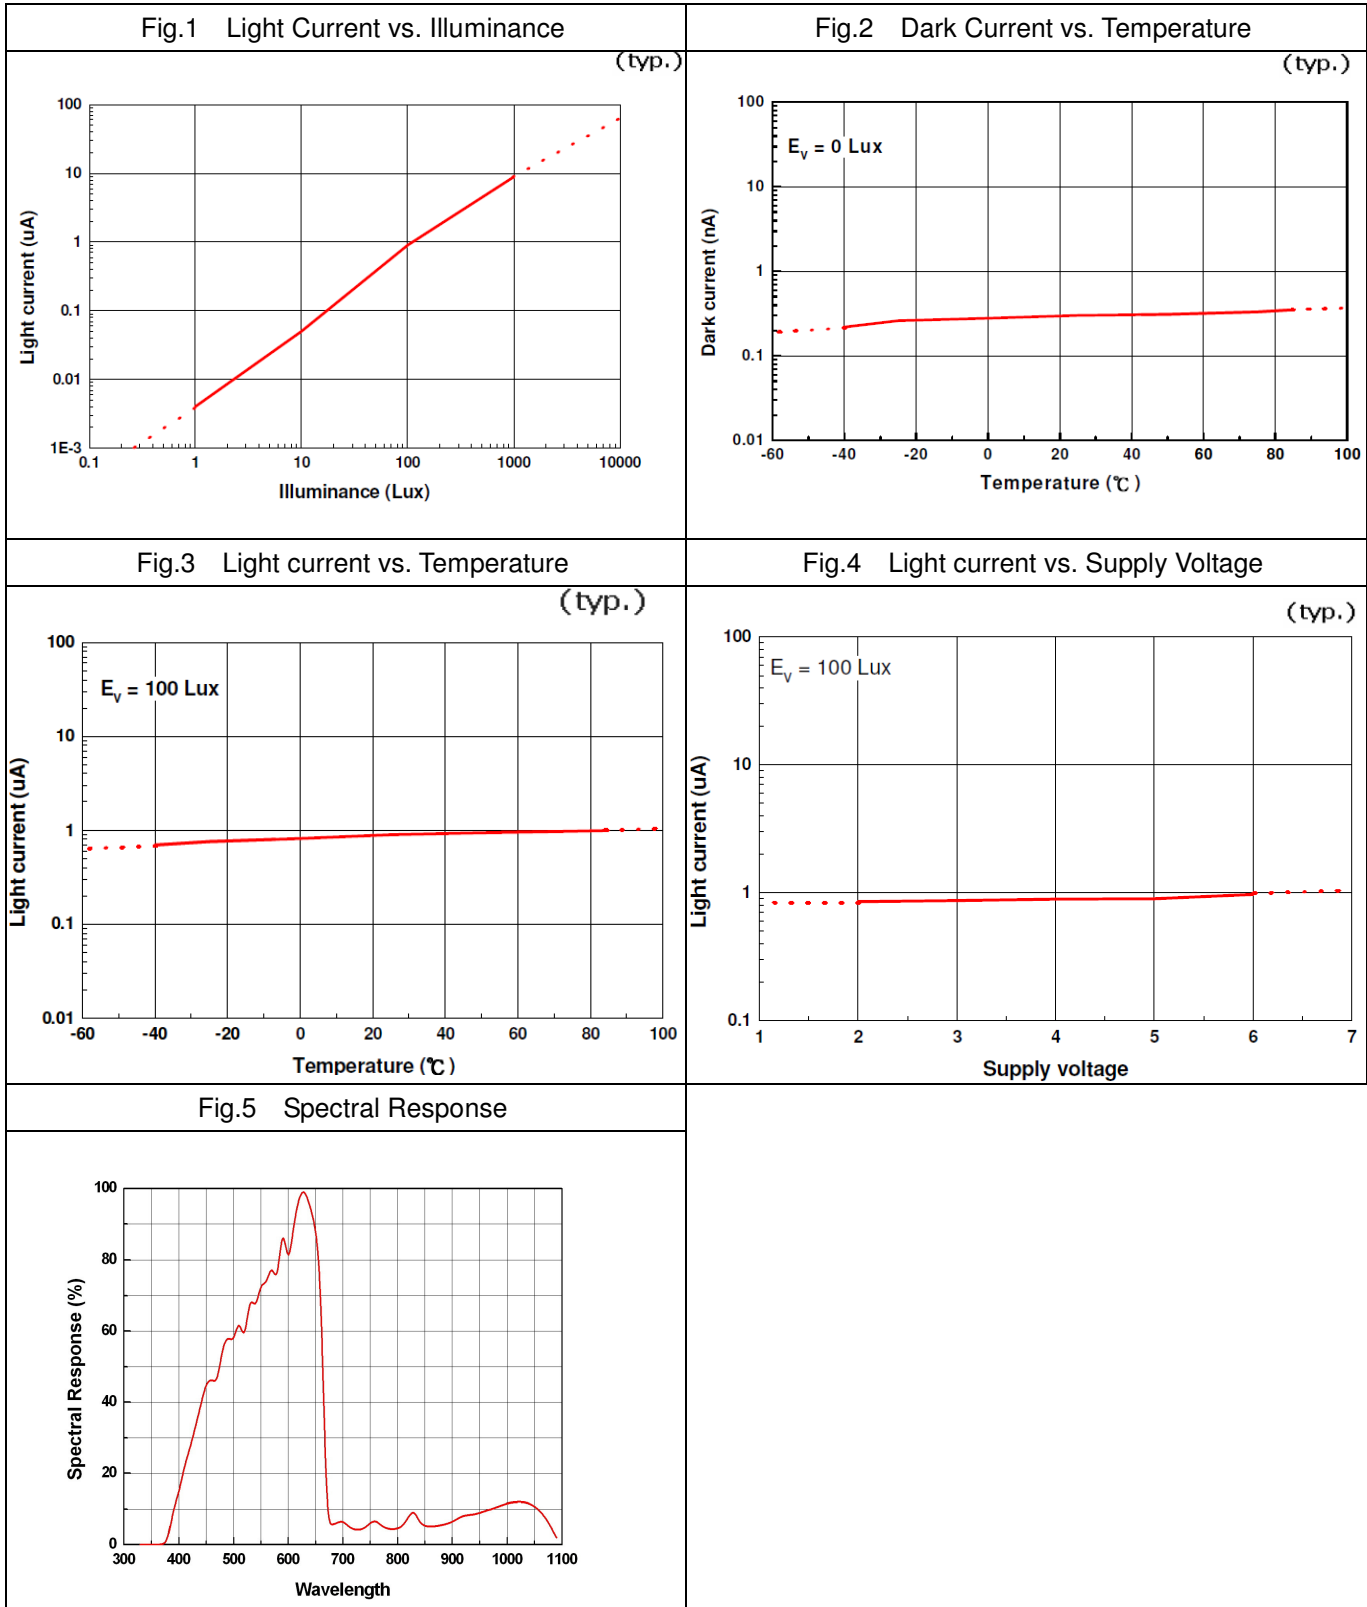 Fig.1 Light Current vs. Illuminance
(typ.)
100
10
1
0.1
0.01
1E-3
0.1 1 10 100 1000 10000
Light current (uA)
Illuminance (Lux)
Fig.2 Dark Current vs. Temperature
(typ.)
Ev = 0 Lux
100
10
1
0.1
0.01
-60 -40 -20 0 20 40 60 80 100
Dark current (nA)
Temperature (℃)
Fig.3 Light current vs. Temperature
(typ.)
Ev = 100 Lux
100
10
1
0.1
0.01
-60 -40 -20 0 20 40 60 80 100
Light current (uA)
Temperature (℃)
Fig.4 Light current vs. Supply Voltage
(typ.)
Ev = 100 Lux
100
10
1
0.1
1 2 3 4 5 6 7
Light current (uA)
Supply voltage
Fig.5 Spectral Response
100
80
60
40
20
0
300 400 500 600 700 800 900 1000 1100
Spectral Response (%)
Wavelength